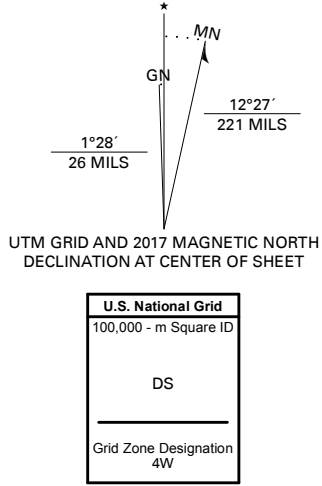 ★
MN
GN
12°27´
221 MILS
1°28´
26 MILS
UTM GRID AND 2017 MAGNETIC NORTH
DECLINATION AT CENTER OF SHEET
U.S. National Grid
100,000 - m Square ID
DS
Grid Zone Designation
4W